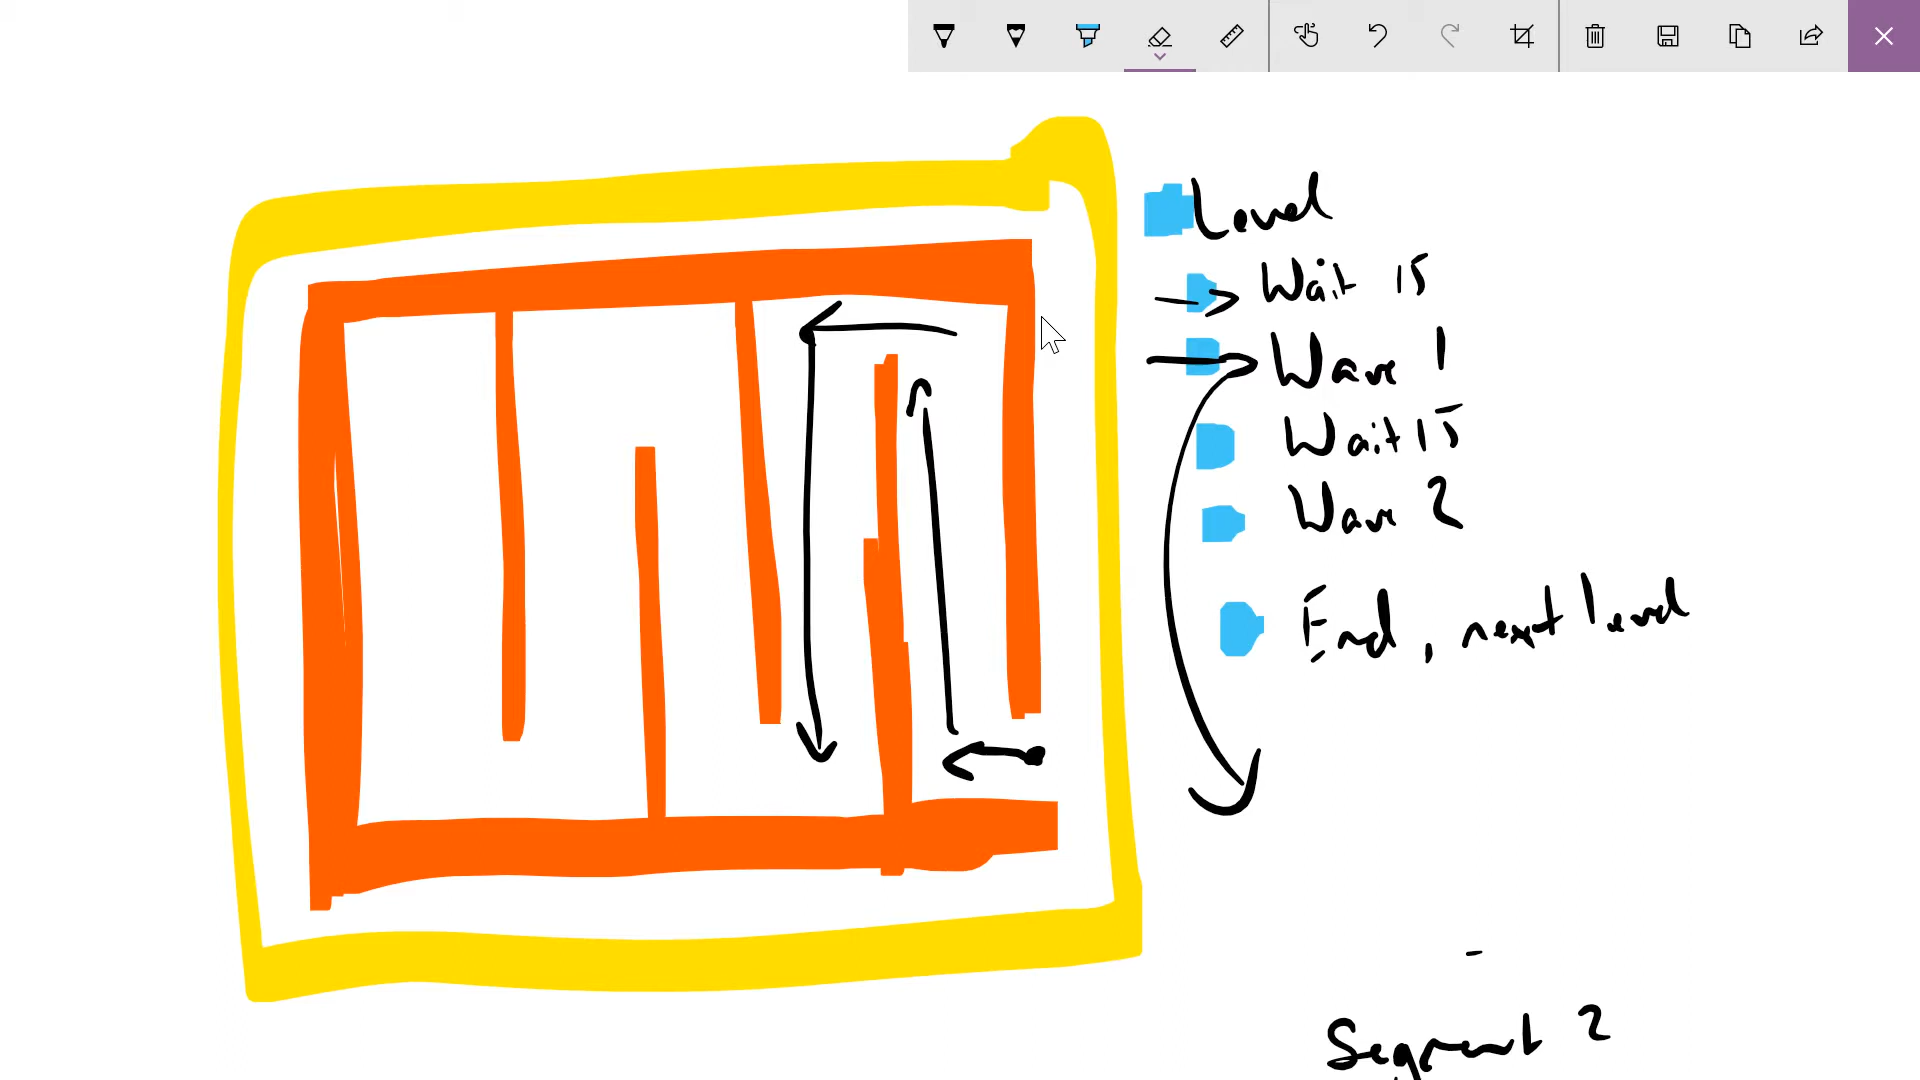 Level
Wait 15
Wave 1
Wait 15
Wave 2
End, next level
Segment 2